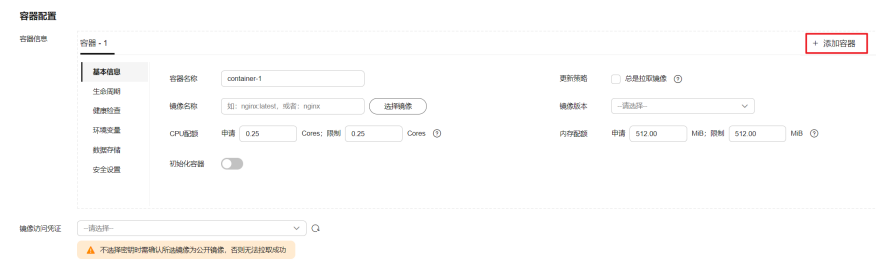 容器配置
容器信息
容器 - 1
+ 添加容器
基本信息
生命周期
健康检查
环境变量
数据存储
安全设置
容器名称 container-1
更新策略 总是拉取镜像 ?
镜像名称 如：nginx:latest，或者：nginx 选择镜像
镜像版本 --请选择--
CPU配额 申请 0.25 Cores；限制 0.25 Cores ?
内存配额 申请 512.00 MiB；限制 512.00 MiB ?
初始化容器
镜像访问凭证 --请选择--
不选择密钥时需确认所选镜像为公开镜像，否则无法拉取成功